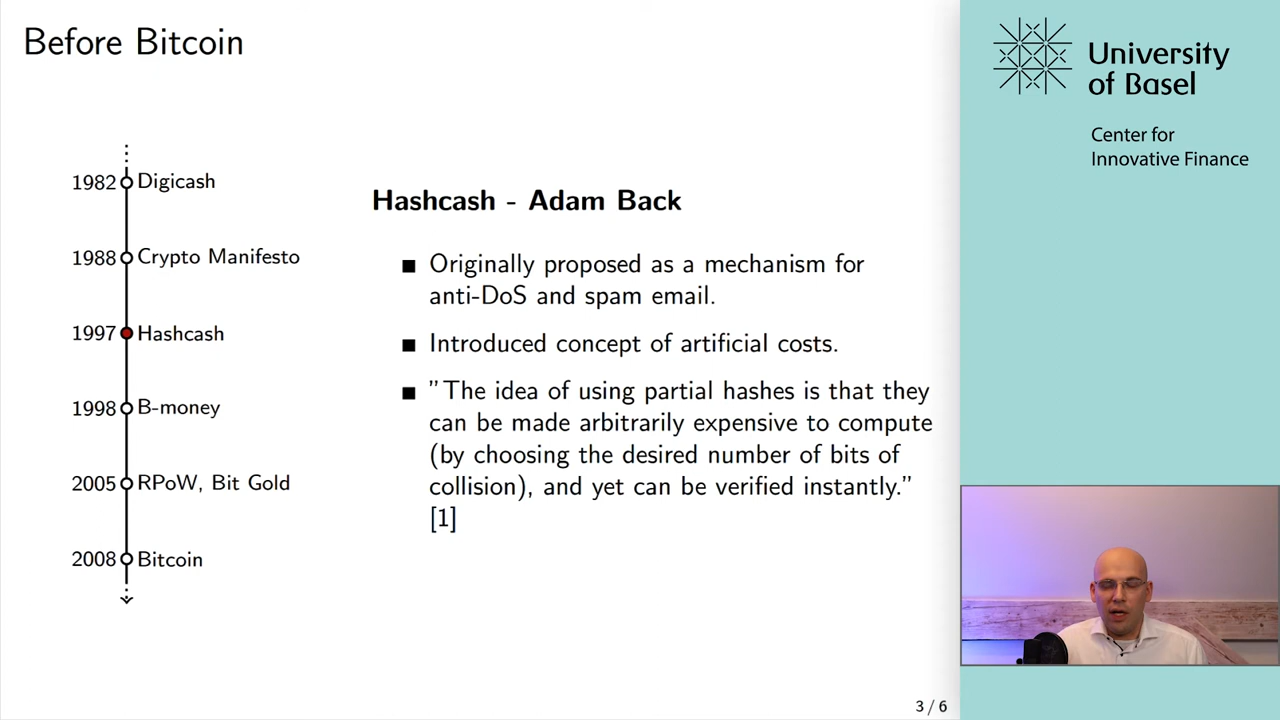 Before Bitcoin
1982 Digicash
1988 Crypto Manifesto
1997 Hashcash
1998 B-money
2005 RPoW, Bit Gold
2008 Bitcoin
Hashcash - Adam Back
Originally proposed as a mechanism for
anti-DoS and spam email.
Introduced concept of artificial costs.
"The idea of using partial hashes is that they
can be made arbitrarily expensive to compute
(by choosing the desired number of bits of
collision), and yet can be verified instantly."
[1]
3 / 6
University
of Basel
Center for
Innovative Finance